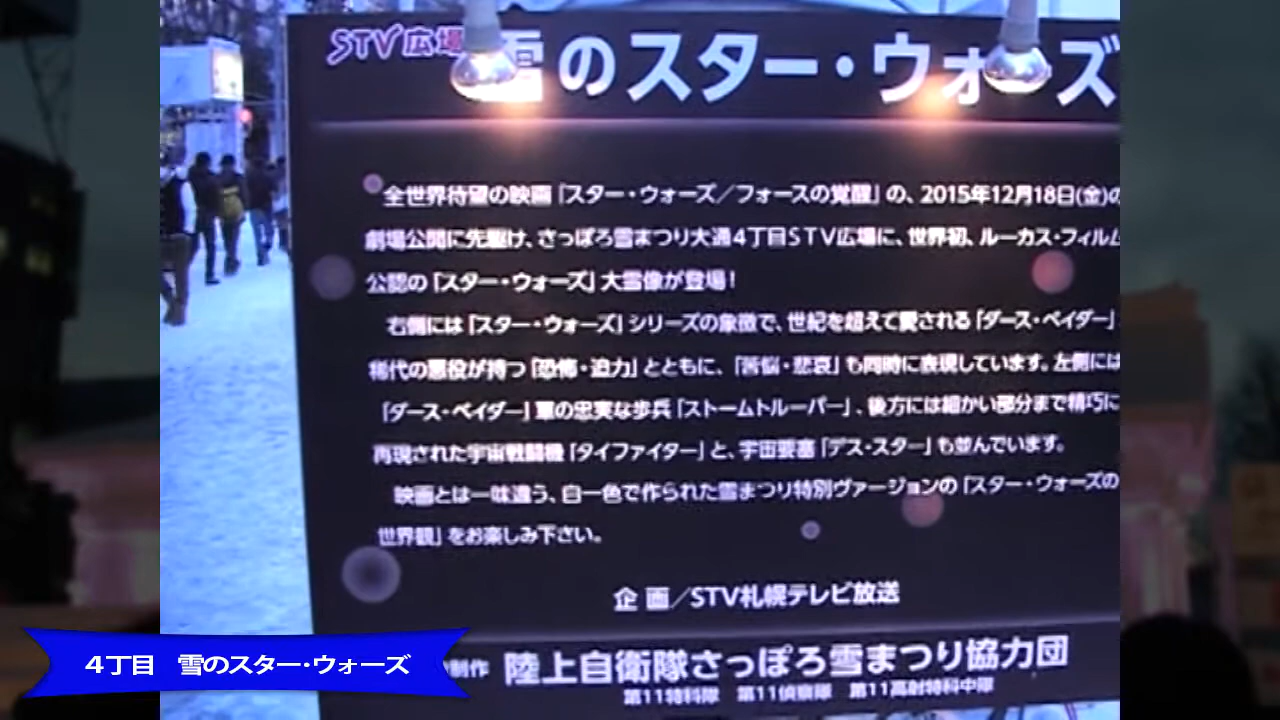 STV広場
雪のスター・ウォーズ
全世界待望の映画「スター・ウォーズ／フォースの覚醒」の、2015年12月18日(金)の
劇場公開に先駆け、さっぽろ雪まつり大通4丁目STV広場に、世界初、ルーカス・フィルム
公認の「スター・ウォーズ」大雪像が登場！
右側には「スター・ウォーズ」シリーズの象徴で、世紀を超えて愛される「ダース・ベイダー」
稀代の悪役が持つ「恐怖・迫力」とともに、「苦悩・悲哀」も同時に表現しています。左側には
「ダース・ベイダー」軍の忠実な歩兵「ストームトルーパー」、後方には細かい部分まで精巧に
再現された宇宙戦闘機「タイファイター」と、宇宙要塞「デス・スター」も並んでいます。
映画とは一味違う、白一色で作られた雪まつり特別ヴァージョンの「スター・ウォーズの
世界観」をお楽しみ下さい。
企 画／STV札幌テレビ放送
制作 陸上自衛隊さっぽろ雪まつり協力団
第11特科隊 第11偵察隊 第11高射特科中隊
4丁目 雪のスター・ウォーズ